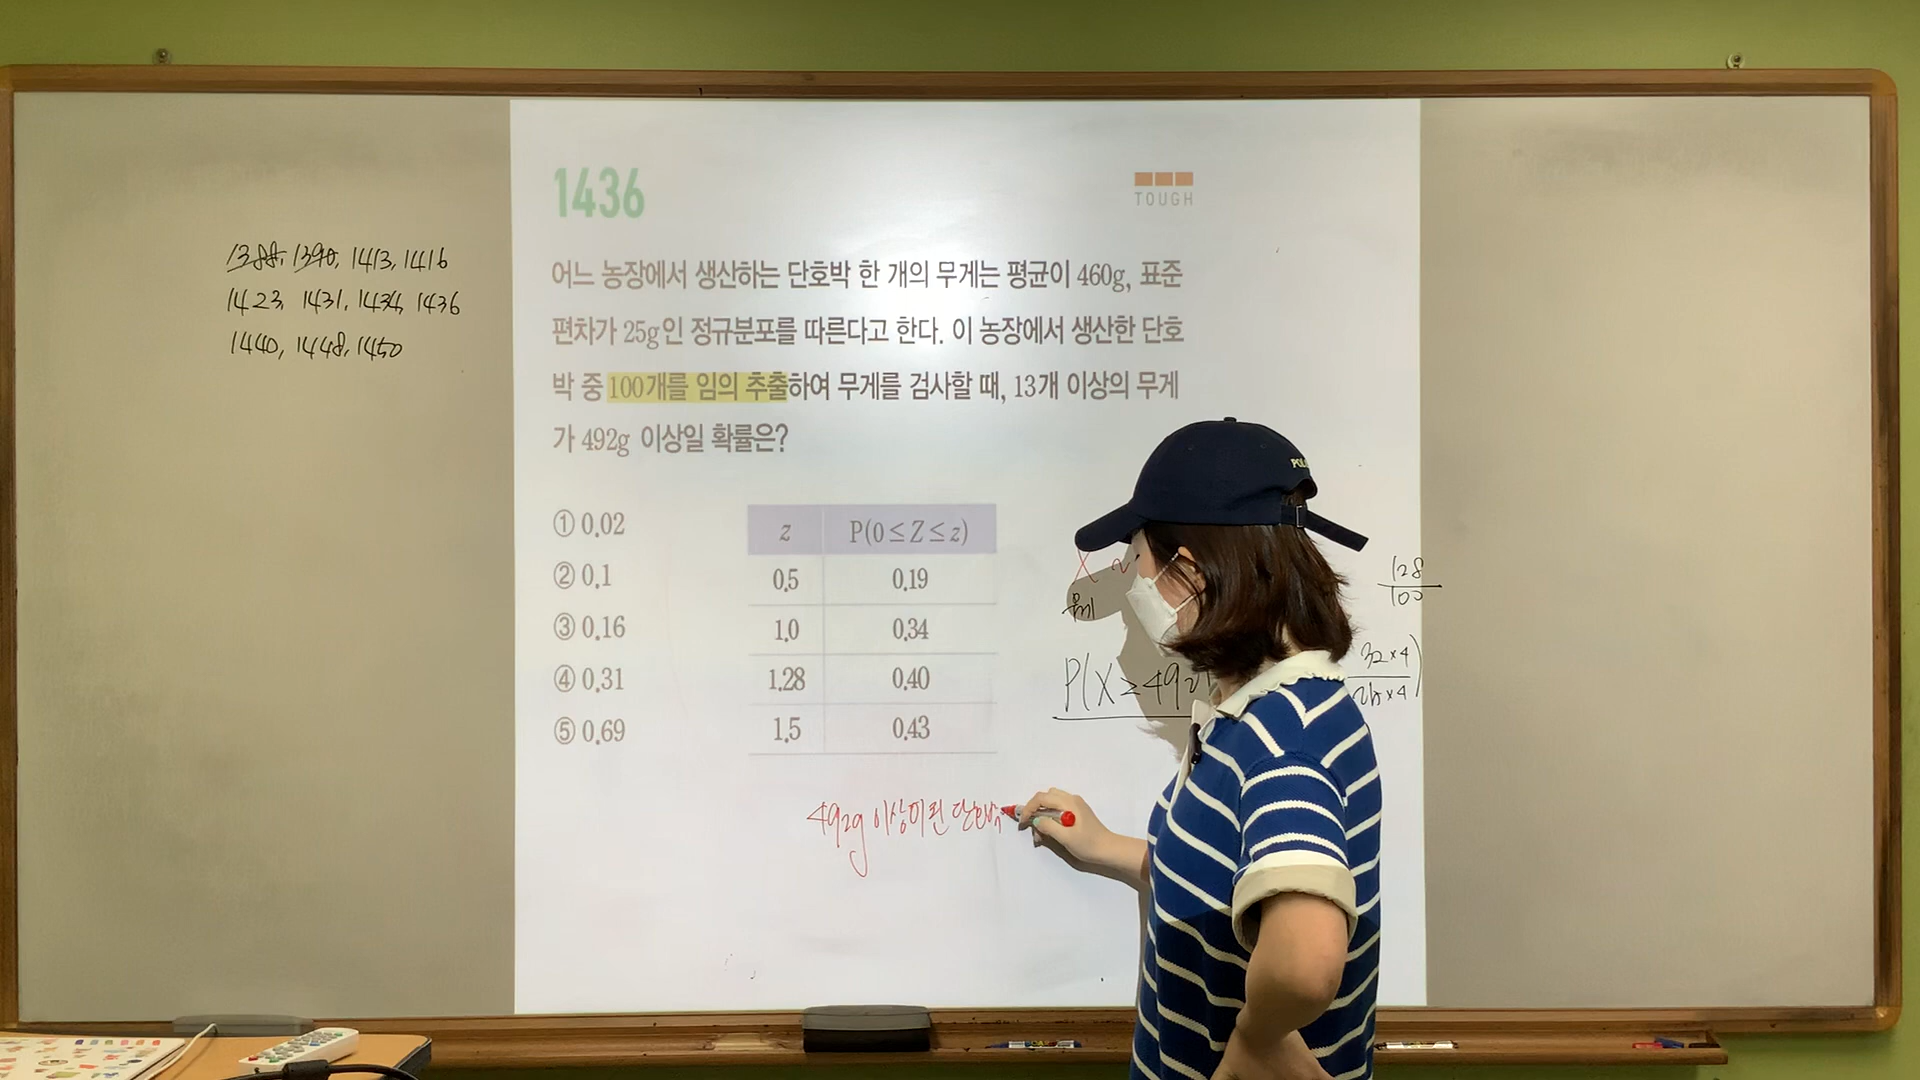 1388, 1390, 1413, 1416
1423, 1431, 1434, 1436
1440, 1448, 1450
1436
TOUGH
어느 농장에서 생산하는 단호박 한 개의 무게는 평균이 460g, 표준
편차가 25g인 정규분포를 따른다고 한다. 이 농장에서 생산한 단호
박 중 100개를 임의 추출하여 무게를 검사할 때, 13개 이상의 무게
가 492g 이상일 확률은?
① 0.02
② 0.1
③ 0.16
④ 0.31
⑤ 0.69
z P(0≤Z≤z)
0.5 0.19
1.0 0.34
1.28 0.40
1.5 0.43
X ~
무게
128
100
P(X≥492)
32×4
25×4)
492g 이상이 된 단호박